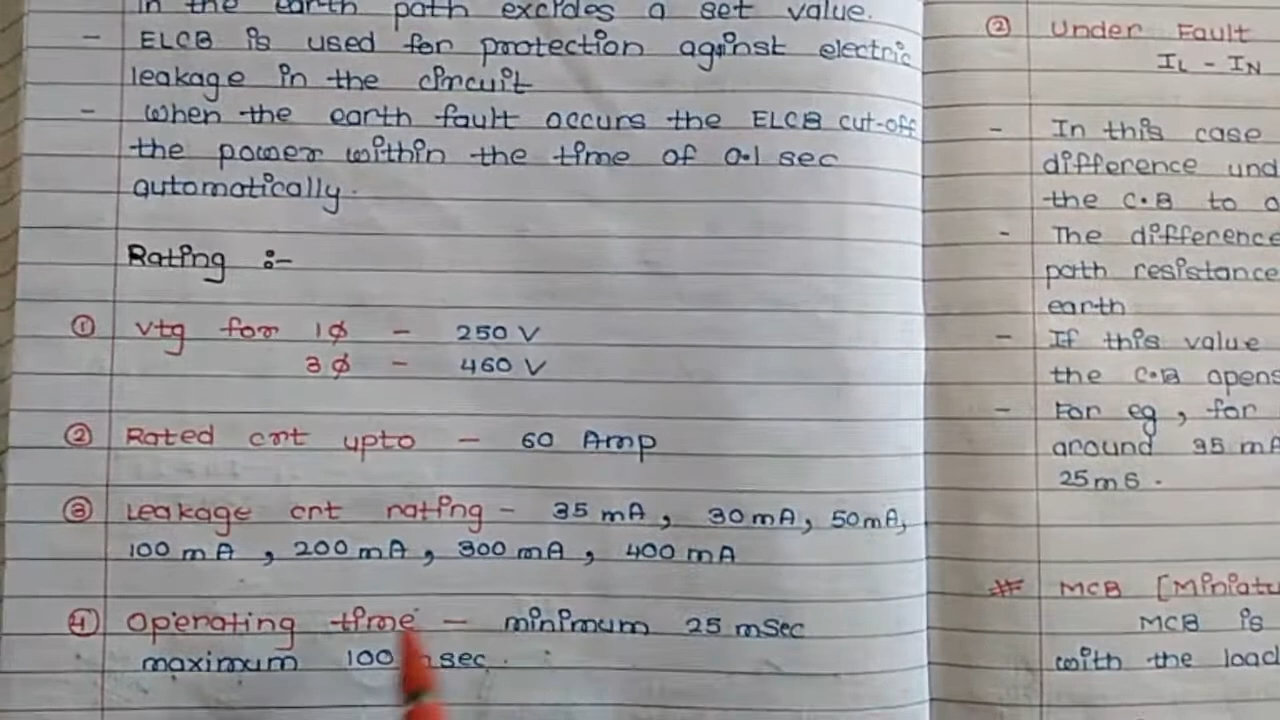 in the earth path excides a set value.
- ELCB is used for protection against electric
leakage in the circuit
- when the earth fault occurs the ELCB cut-off
the power within the time of 0.1 sec
automatically.
Rating :-
① Vtg for 1ϕ - 250 V
3ϕ - 460 V
② Rated crt upto - 60 Amp
③ Leakage crt rating - 35 mA, 30 mA, 50 mA,
100 mA, 200 mA, 300 mA, 400 mA
④ Operating time - minimum 25 msec
maximum 100 sec.
② Under Fault
IL - IN
- In this case
difference und
the C.B to o
- The difference
path resistance
earth
- If this value
the C.B opens
- For eg, for
around 35 mA
25ms.
# MCB [Miniatu
MCB is
with the load